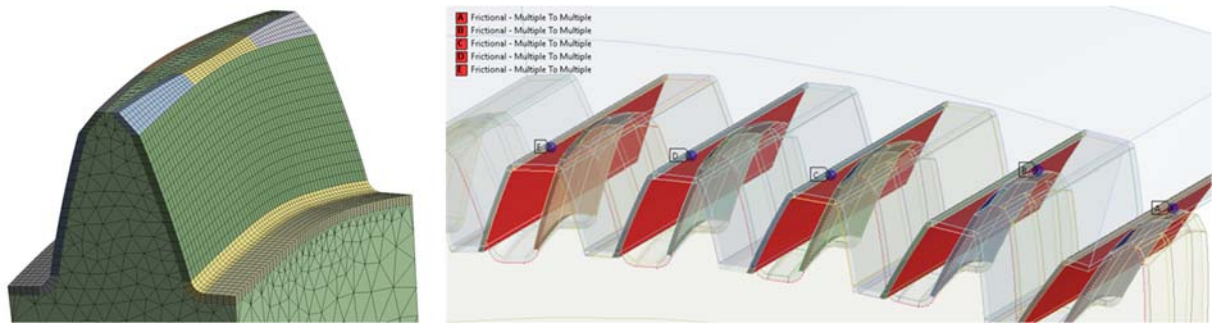 A Frictional - Multiple To Multiple
B Frictional - Multiple To Multiple
C Frictional - Multiple To Multiple
D Frictional - Multiple To Multiple
E Frictional - Multiple To Multiple
E
D
C
B
A